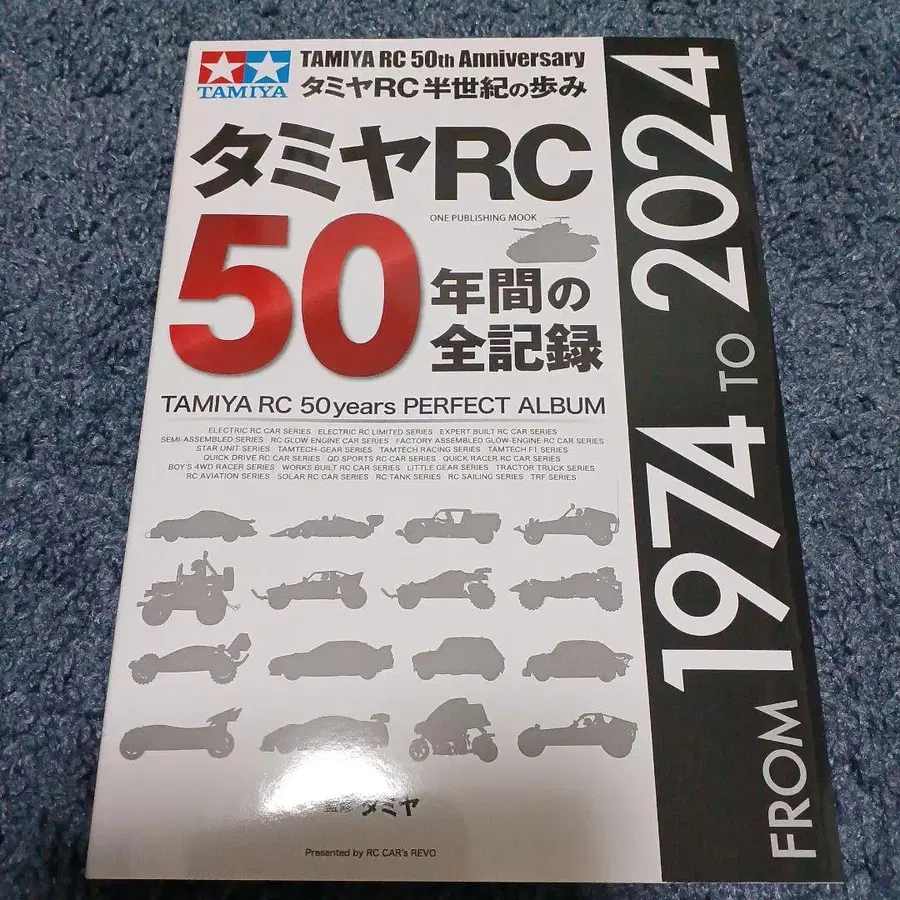 TAMIYA
TAMIYA RC 50th Anniversary
タミヤRC 半世紀の歩み
タミヤRC
ONE PUBLISHING MOOK
50
年間の
全記録
TAMIYA RC 50years PERFECT ALBUM
ELECTRIC RC CAR SERIES ELECTRIC RC LIMITED SERIES EXPERT BUILT RC CAR SERIES
SEMI-ASSEMBLED SERIES RC GLOW ENGINE CAR SERIES FACTORY ASSEMBLED GLOW-ENGINE RC CAR SERIES
STAR UNIT SERIES TAMTECH-GEAR SERIES TAMTECH RACING SERIES TAMTECH F1 SERIES
QUICK DRIVE RC CAR SERIES QD SPORTS RC CAR SERIES QUICK RACER RC CAR SERIES
BOY'S 4WD RACER SERIES WORKS BUILT RC CAR SERIES LITTLE GEAR SERIES TRACTOR TRUCK SERIES
RC AVIATION SERIES SOLAR RC CAR SERIES RC TANK SERIES RC SAILING SERIES TRF SERIES
監修 タミヤ
Presented by RC CAR's REVO
FROM 1974 TO 2024